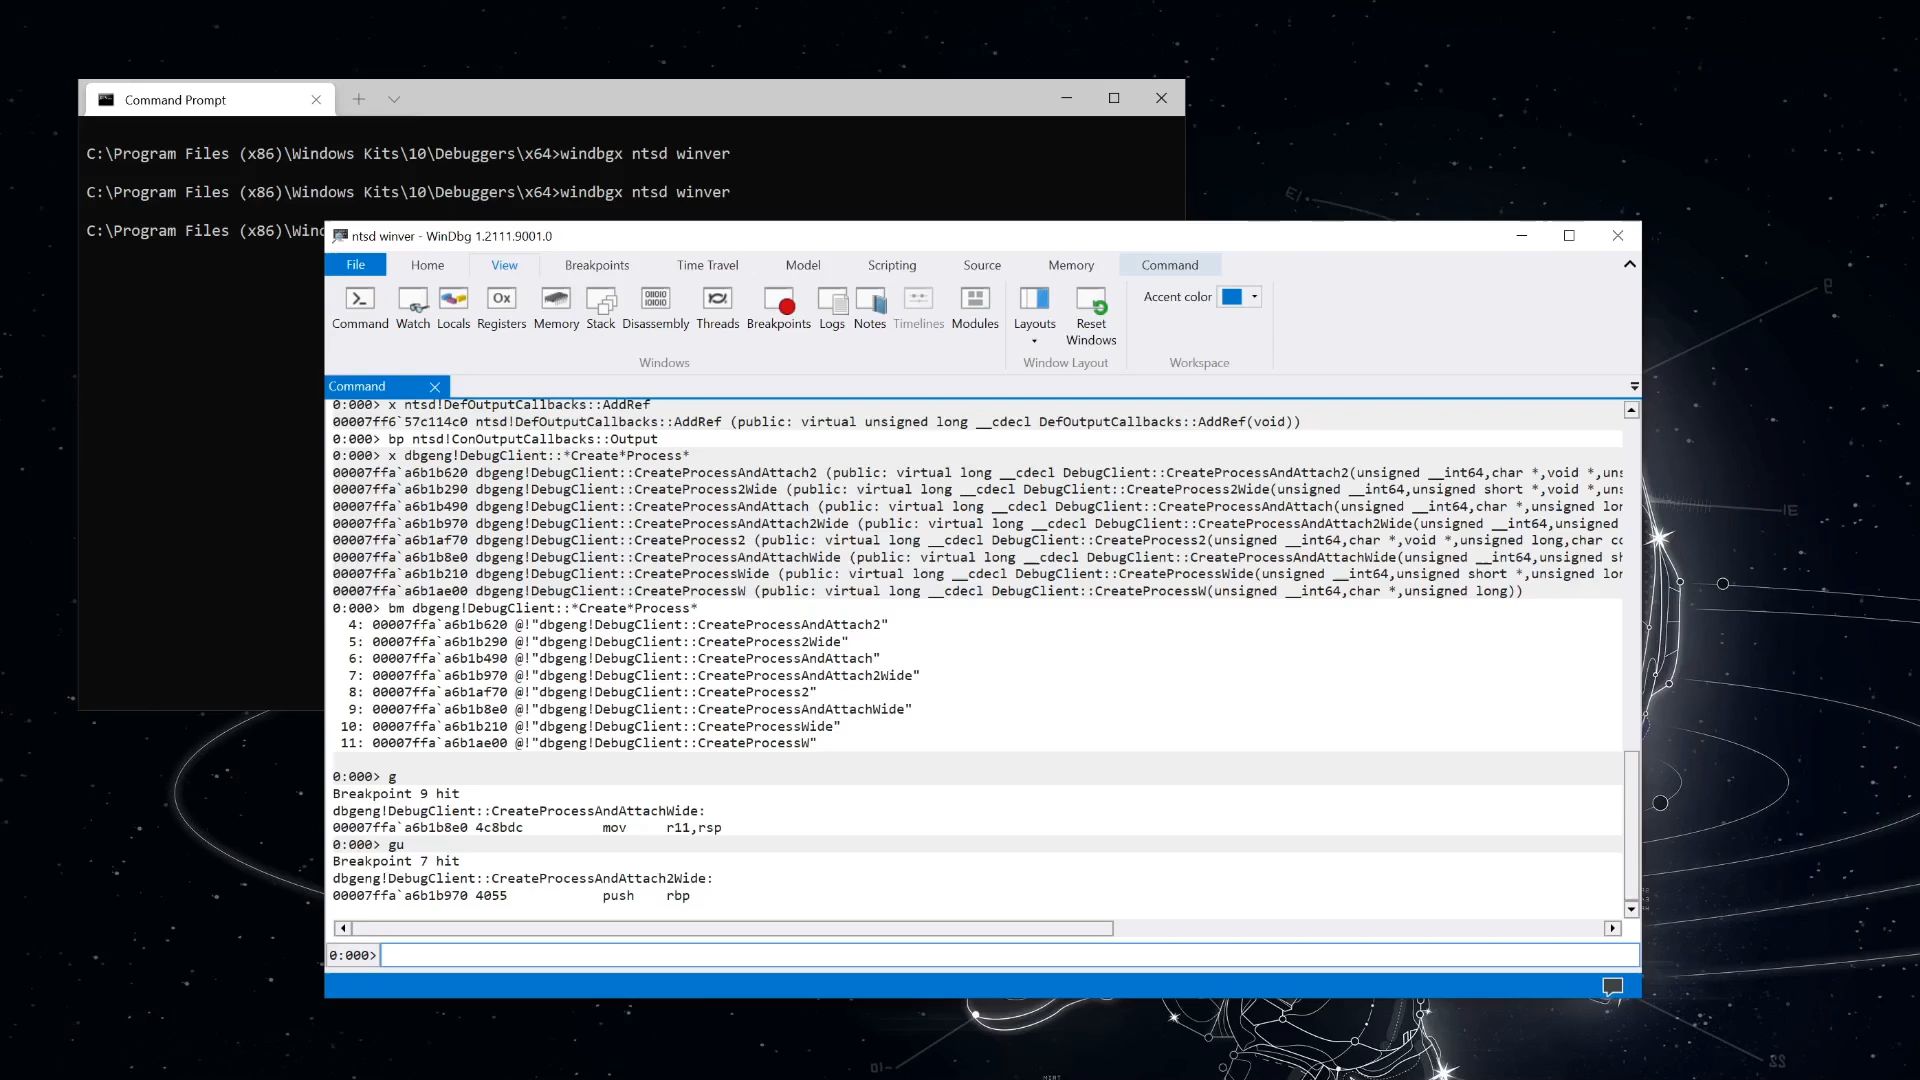 Command Prompt
C:\Program Files (x86)\Windows Kits\10\Debuggers\x64>windbgx ntsd winver
C:\Program Files (x86)\Windows Kits\10\Debuggers\x64>windbgx ntsd winver
C:\Program Files (x86)\Wind
ntsd winver - WinDbg 1.2111.9001.0
File Home View Breakpoints Time Travel Model Scripting Source Memory Command
Command Watch Locals Registers Memory Stack Disassembly Threads Breakpoints Logs Notes Timelines Modules Layouts Reset Windows Accent color
Windows Window Layout Workspace
Command
0:000> x ntsd!DefOutputCallbacks::AddRef
00007ff6`57c114c0 ntsd!DefOutputCallbacks::AddRef (public: virtual unsigned long __cdecl DefOutputCallbacks::AddRef(void))
0:000> bp ntsd!ConOutputCallbacks::Output
0:000> x dbgeng!DebugClient::*Create*Process*
00007ffa`a6b1b620 dbgeng!DebugClient::CreateProcessAndAttach2 (public: virtual long __cdecl DebugClient::CreateProcessAndAttach2(unsigned __int64,char *,void *,uns
00007ffa`a6b1b290 dbgeng!DebugClient::CreateProcess2Wide (public: virtual long __cdecl DebugClient::CreateProcess2Wide(unsigned __int64,unsigned short *,void *,uns
00007ffa`a6b1b490 dbgeng!DebugClient::CreateProcessAndAttach (public: virtual long __cdecl DebugClient::CreateProcessAndAttach(unsigned __int64,char *,unsigned lon
00007ffa`a6b1b970 dbgeng!DebugClient::CreateProcessAndAttach2Wide (public: virtual long __cdecl DebugClient::CreateProcessAndAttach2Wide(unsigned __int64,unsigned
00007ffa`a6b1af70 dbgeng!DebugClient::CreateProcess2 (public: virtual long __cdecl DebugClient::CreateProcess2(unsigned __int64,char *,void *,unsigned long,char co
00007ffa`a6b1b8e0 dbgeng!DebugClient::CreateProcessAndAttachWide (public: virtual long __cdecl DebugClient::CreateProcessAndAttachWide(unsigned __int64,unsigned sh
00007ffa`a6b1b210 dbgeng!DebugClient::CreateProcessWide (public: virtual long __cdecl DebugClient::CreateProcessWide(unsigned __int64,unsigned short *,unsigned lon
00007ffa`a6b1ae00 dbgeng!DebugClient::CreateProcessW (public: virtual long __cdecl DebugClient::CreateProcessW(unsigned __int64,char *,unsigned long))
0:000> bm dbgeng!DebugClient::*Create*Process*
4: 00007ffa`a6b1b620 @!"dbgeng!DebugClient::CreateProcessAndAttach2"
5: 00007ffa`a6b1b290 @!"dbgeng!DebugClient::CreateProcess2Wide"
6: 00007ffa`a6b1b490 @!"dbgeng!DebugClient::CreateProcessAndAttach"
7: 00007ffa`a6b1b970 @!"dbgeng!DebugClient::CreateProcessAndAttach2Wide"
8: 00007ffa`a6b1af70 @!"dbgeng!DebugClient::CreateProcess2"
9: 00007ffa`a6b1b8e0 @!"dbgeng!DebugClient::CreateProcessAndAttachWide"
10: 00007ffa`a6b1b210 @!"dbgeng!DebugClient::CreateProcessWide"
11: 00007ffa`a6b1ae00 @!"dbgeng!DebugClient::CreateProcessW"
0:000> g
Breakpoint 9 hit
dbgeng!DebugClient::CreateProcessAndAttachWide:
00007ffa`a6b1b8e0 4c8bdc mov r11,rsp
0:000> gu
Breakpoint 7 hit
dbgeng!DebugClient::CreateProcessAndAttach2Wide:
00007ffa`a6b1b970 4055 push rbp
0:000>